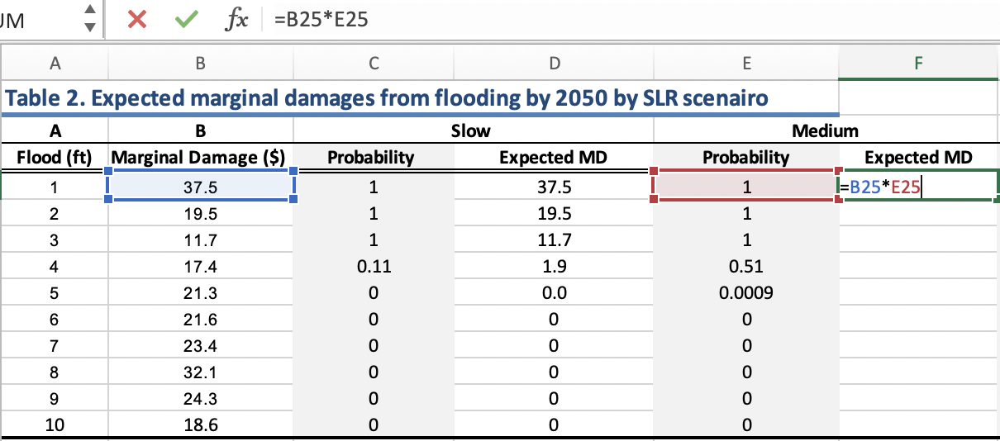 UM =B25*E25
A B C D E F
Table 2. Expected marginal damages from flooding by 2050 by SLR scenairo
A B Slow Medium
Flood (ft) Marginal Damage ($) Probability Expected MD Probability Expected MD
1 37.5 1 37.5 1 =B25*E25
2 19.5 1 19.5 1
3 11.7 1 11.7 1
4 17.4 0.11 1.9 0.51
5 21.3 0 0.0 0.0009
6 21.6 0 0 0
7 23.4 0 0 0
8 32.1 0 0 0
9 24.3 0 0 0
10 18.6 0 0 0